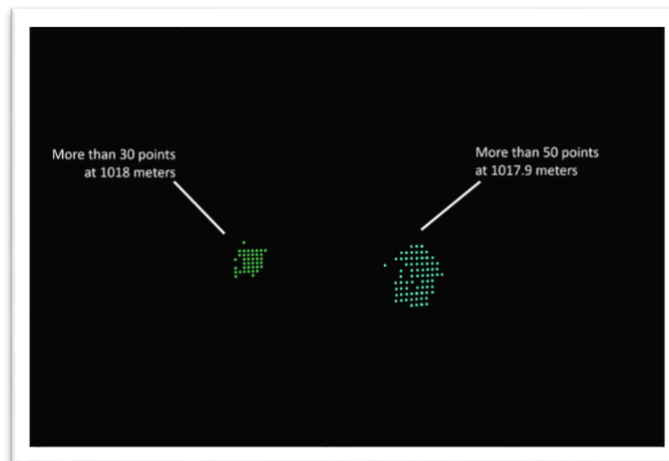 More than 30 points
at 1018 meters
More than 50 points
at 1017.9 meters